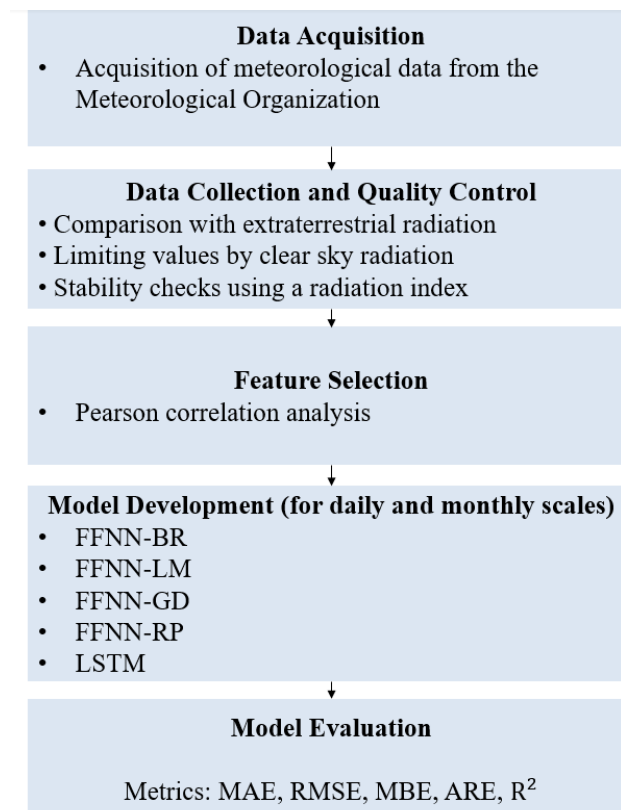 Data Acquisition
• Acquisition of meteorological data from the
Meteorological Organization
Data Collection and Quality Control
• Comparison with extraterrestrial radiation
• Limiting values by clear sky radiation
• Stability checks using a radiation index
Feature Selection
• Pearson correlation analysis
Model Development (for daily and monthly scales)
• FFNN-BR
• FFNN-LM
• FFNN-GD
• FFNN-RP
• LSTM
Model Evaluation
Metrics: MAE, RMSE, MBE, ARE, R²